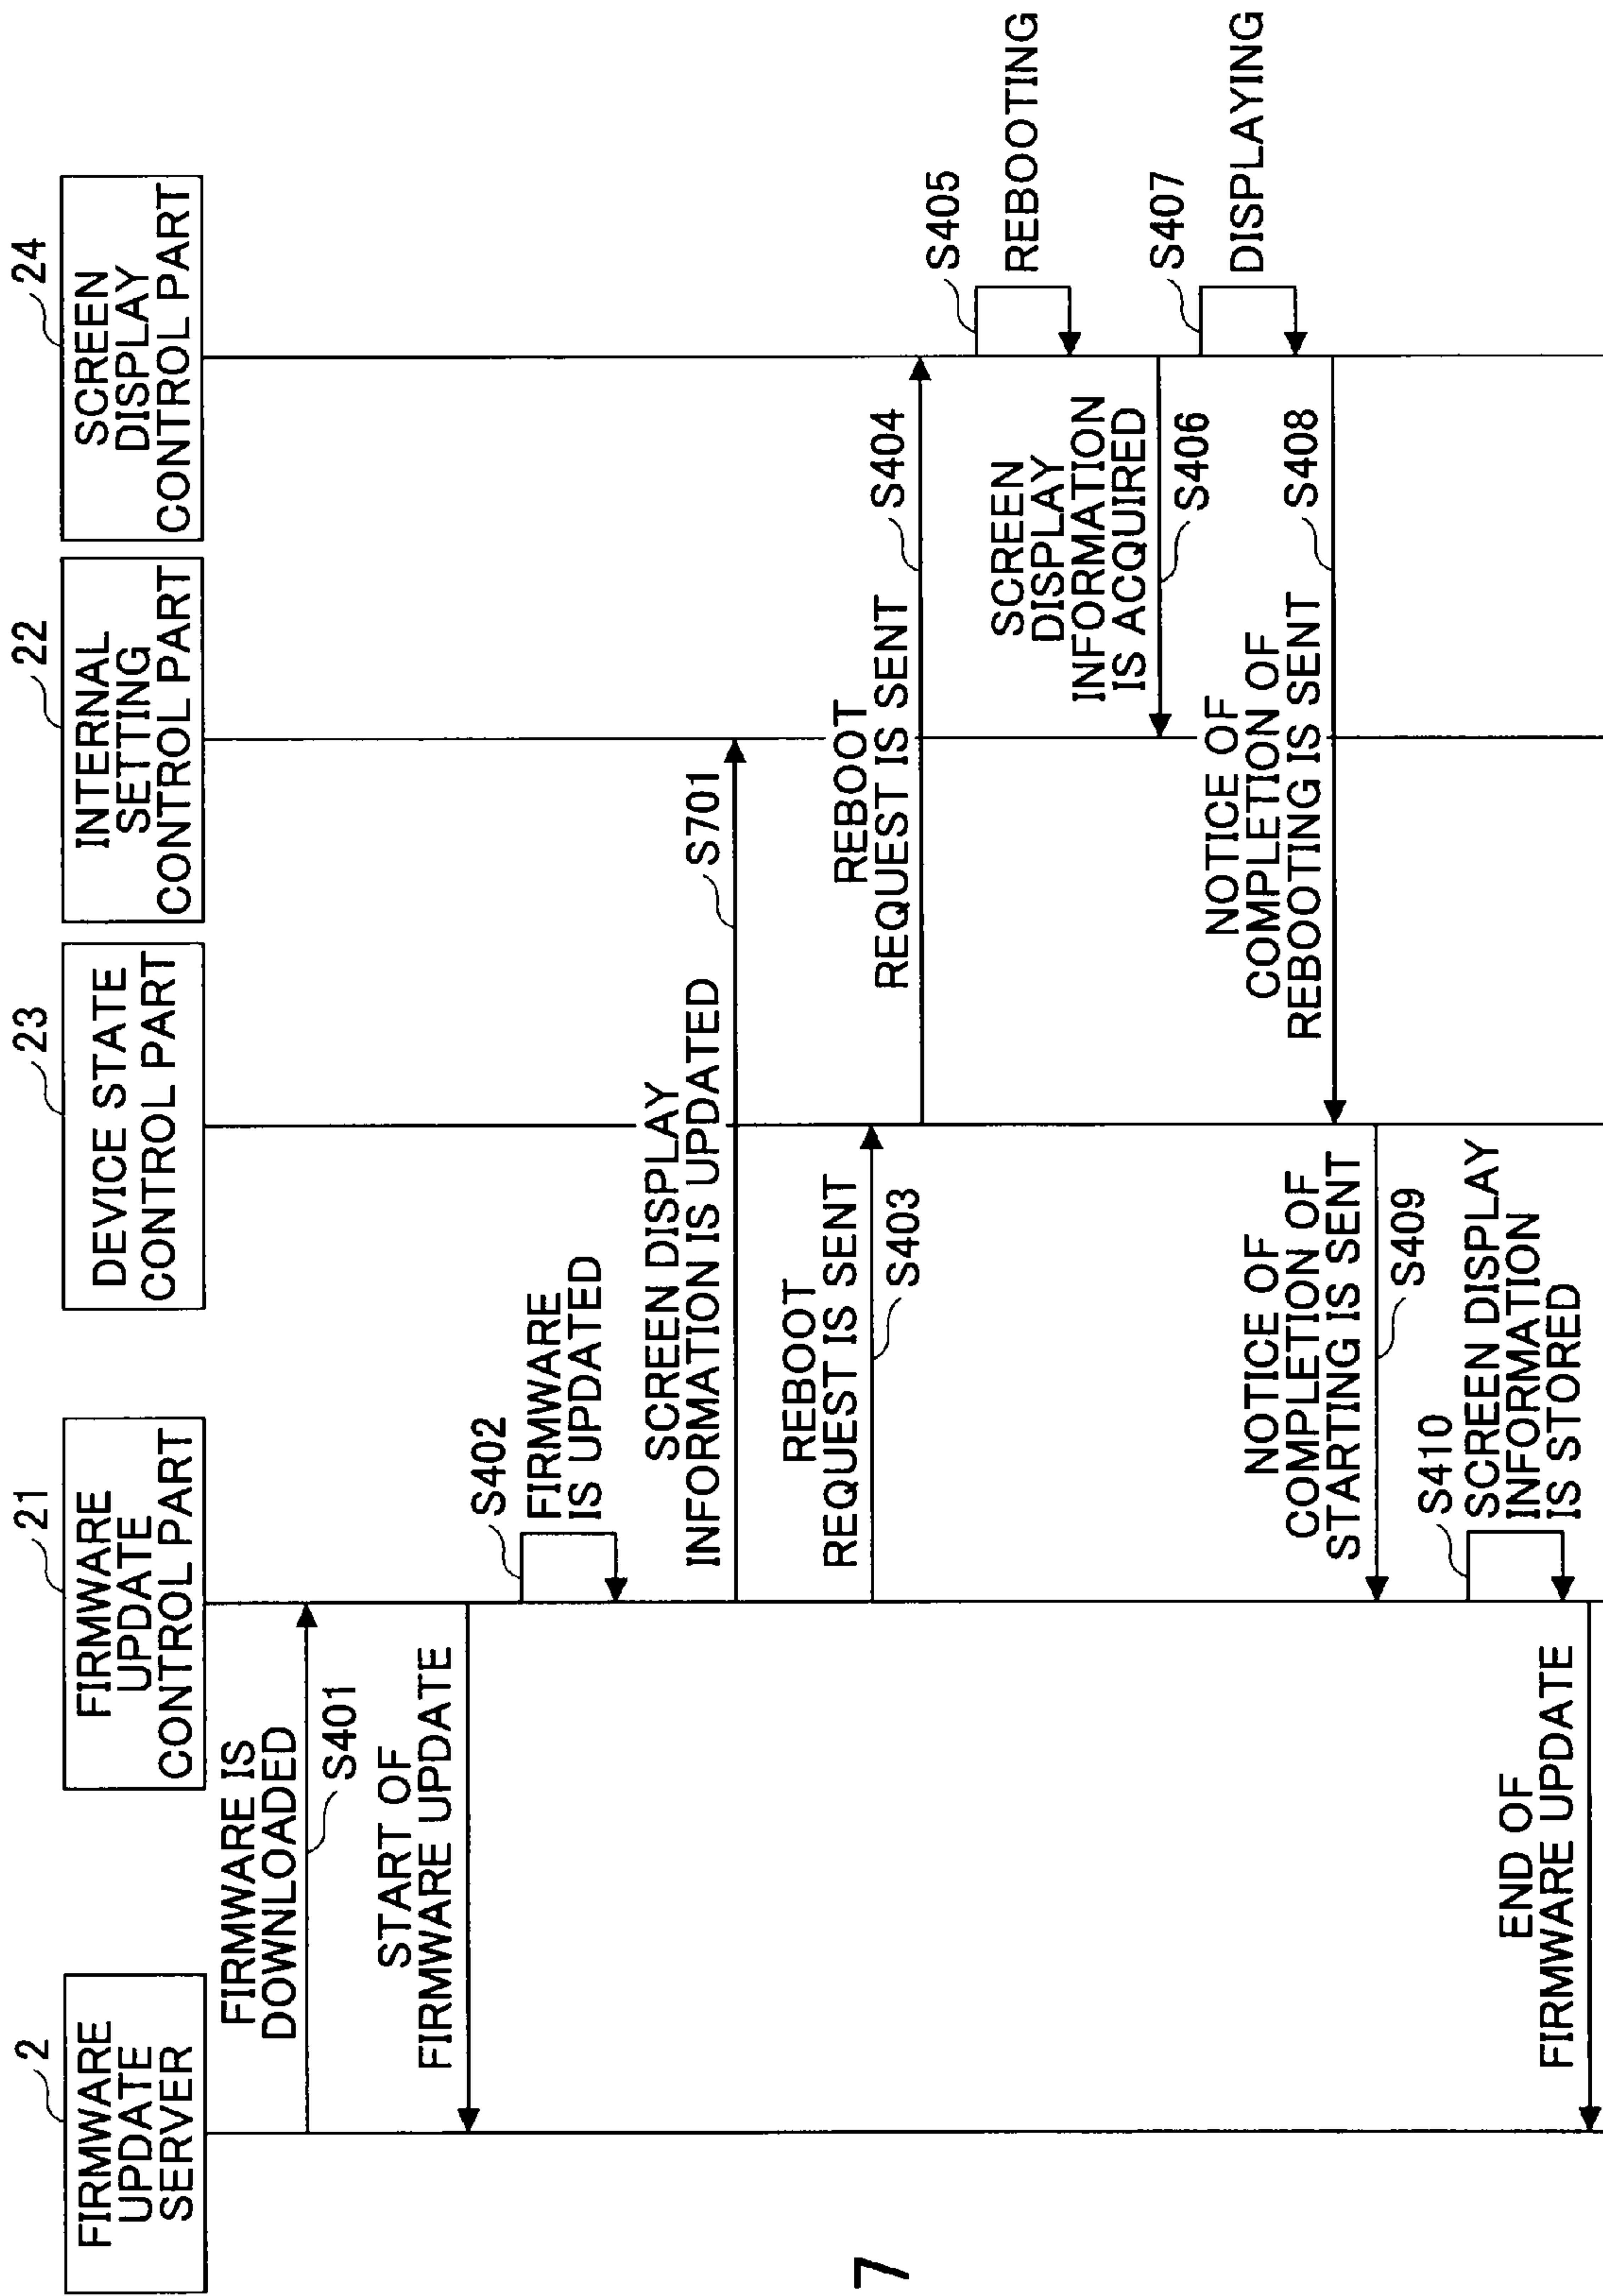 2
FIRMWARE
UPDATE
SERVER
21
FIRMWARE
UPDATE
CONTROL PART
23
DEVICE STATE
CONTROL PART
22
INTERNAL
SETTING
CONTROL PART
24
SCREEN
DISPLAY
CONTROL PART
FIRMWARE IS
DOWNLOADED
S401
START OF
FIRMWARE UPDATE
S402
FIRMWARE
IS UPDATED
SCREEN DISPLAY
INFORMATION IS UPDATED
S701
REBOOT
REQUEST IS SENT
S403
REBOOT
REQUEST IS SENT
S404
S405
REBOOTING
SCREEN
DISPLAY
INFORMATION
IS ACQUIRED
S406
S407
DISPLAYING
NOTICE OF
COMPLETION OF
REBOOTING IS SENT
S408
NOTICE OF
COMPLETION OF
STARTING IS SENT
S409
S410
SCREEN DISPLAY
INFORMATION
IS STORED
END OF
FIRMWARE UPDATE
7